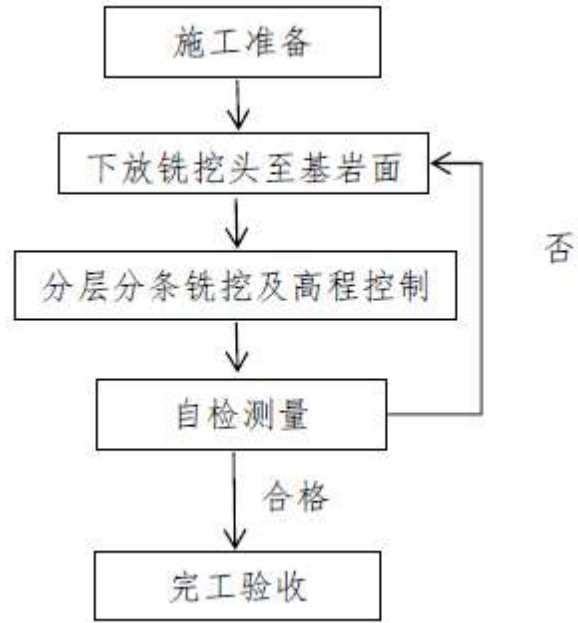 施工准备
下放铣挖头至基岩面
否
分层分条铣挖及高程控制
自检测量
合格
完工验收